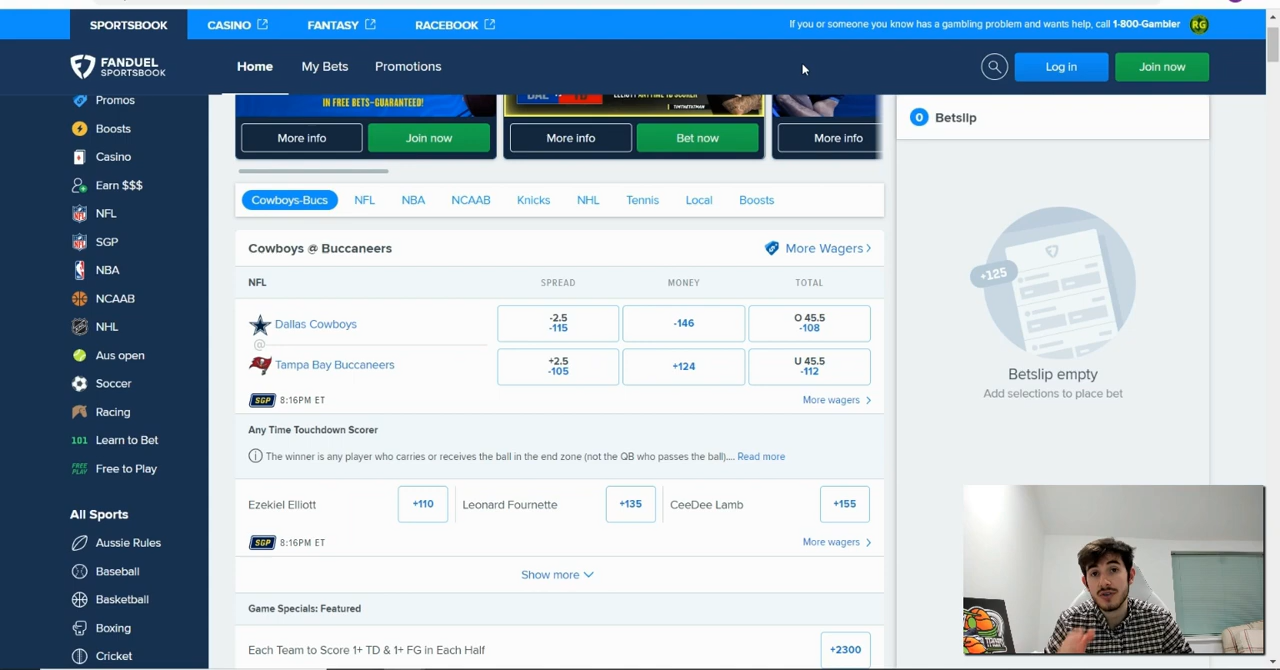 SPORTSBOOK
CASINO
FANTASY
RACEBOOK
If you or someone you know has a gambling problem and wants help, call 1-800-Gambler
RG
FANDUEL
SPORTSBOOK
Home
My Bets
Promotions
Log in
Join now
Promos
Boosts
Casino
Earn $$$
NFL
SGP
NBA
NCAAB
NHL
Aus open
Soccer
Racing
101 Learn to Bet
FREE PLAY Free to Play
All Sports
Aussie Rules
Baseball
Basketball
Boxing
Cricket
IN FREE BETS-GUARANTEED!
More info
Join now
More info
Bet now
More info
Cowboys-Bucs
NFL
NBA
NCAAB
Knicks
NHL
Tennis
Local
Boosts
Cowboys @ Buccaneers
More Wagers
NFL
SPREAD
MONEY
TOTAL
Dallas Cowboys
-2.5
-115
-146
O 45.5
-108
@
Tampa Bay Buccaneers
+2.5
-105
+124
U 45.5
-112
SGP 8:16PM ET
More wagers
Any Time Touchdown Scorer
The winner is any player who carries or receives the ball in the end zone (not the QB who passes the ball).... Read more
Ezekiel Elliott
+110
Leonard Fournette
+135
CeeDee Lamb
+155
SGP 8:16PM ET
More wagers
Show more
Game Specials: Featured
Each Team to Score 1+ TD & 1+ FG in Each Half
+2300
0 Betslip
+125
Betslip empty
Add selections to place bet